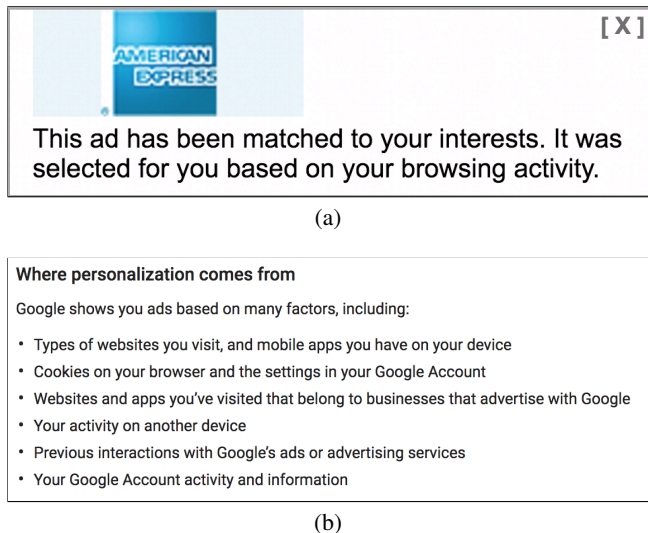 [ X ]
AMERICAN
EXPRESS
®
This ad has been matched to your interests. It was
selected for you based on your browsing activity.
(a)
Where personalization comes from
Google shows you ads based on many factors, including:
• Types of websites you visit, and mobile apps you have on your device
• Cookies on your browser and the settings in your Google Account
• Websites and apps you’ve visited that belong to businesses that advertise with Google
• Your activity on another device
• Previous interactions with Google’s ads or advertising services
• Your Google Account activity and information
(b)